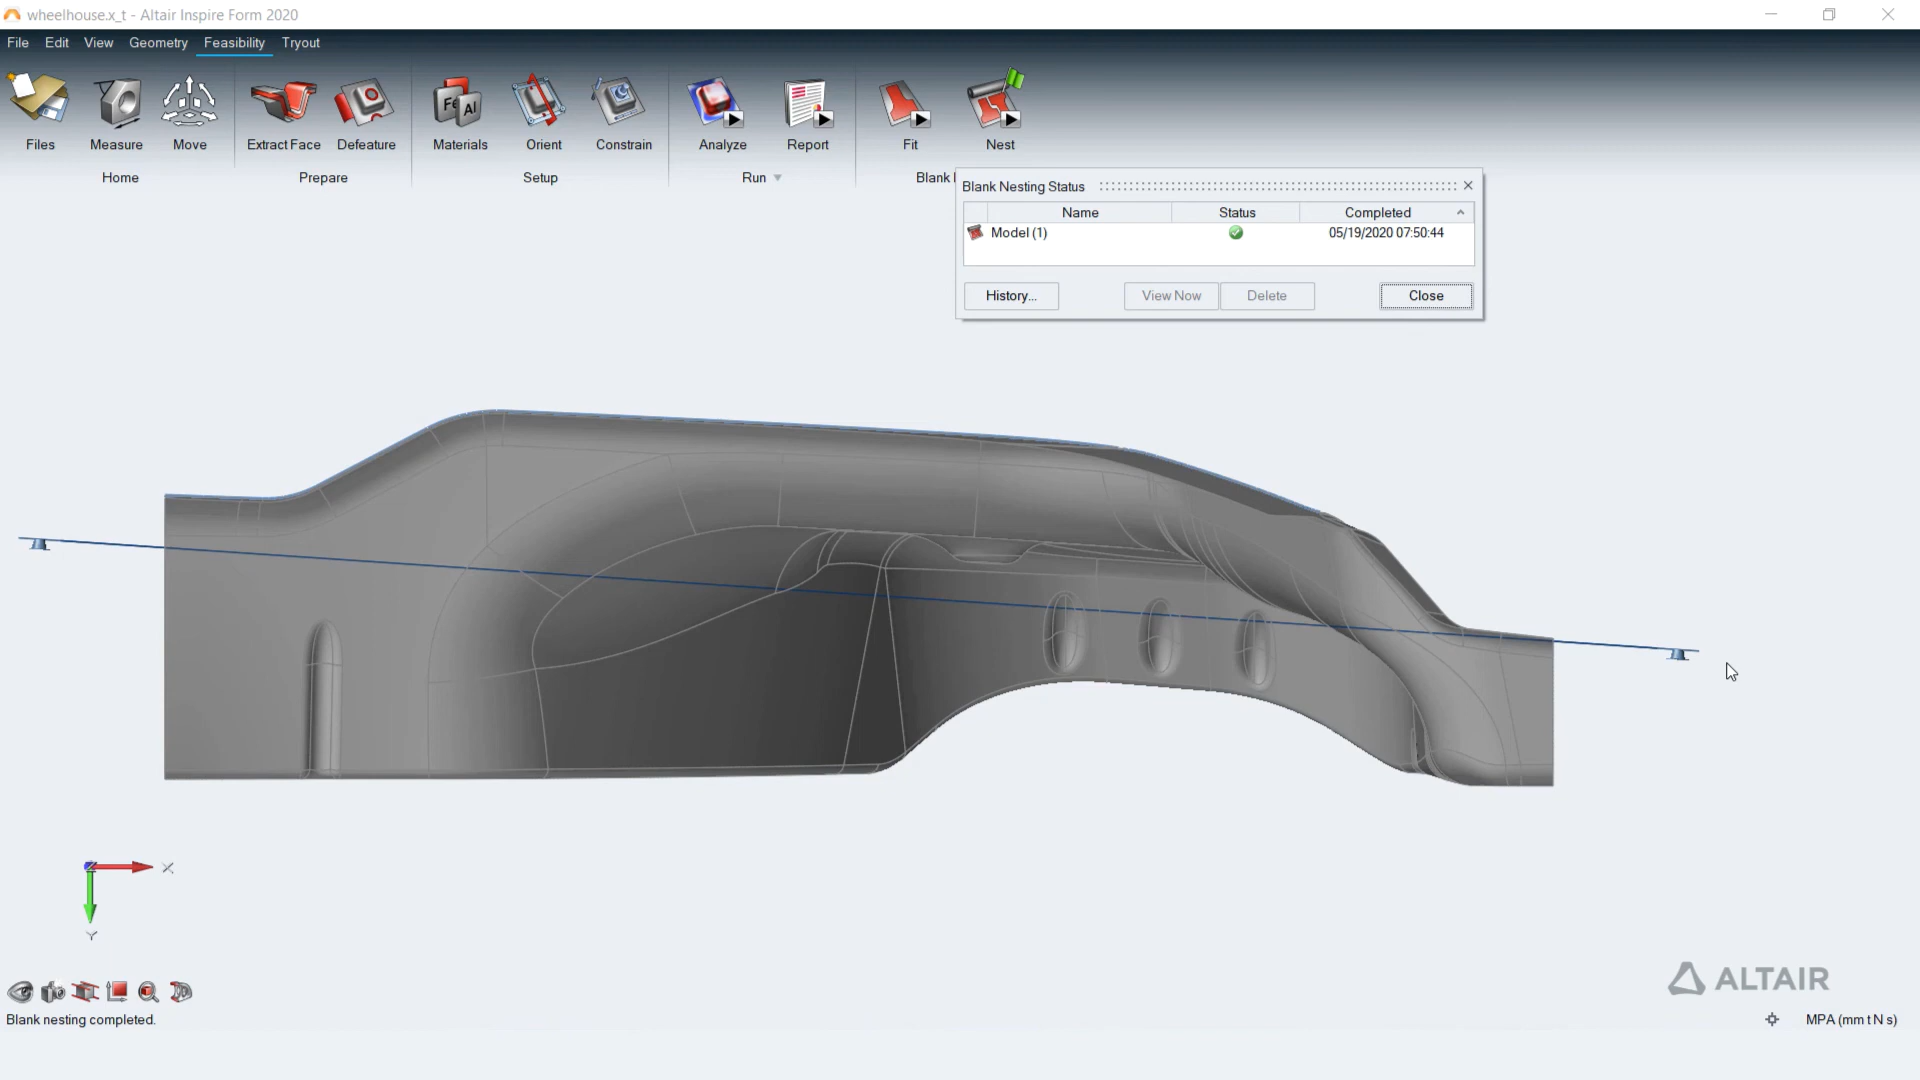 wheelhouse.x_t - Altair Inspire Form 2020
File Edit View Geometry Feasibility Tryout
Fe Al
Files Measure Move Extract Face Defeature Materials Orient Constrain Analyze Report Fit Nest
Home Prepare Setup Run Blank
Blank Nesting Status
Name Status Completed
Model (1) 05/19/2020 07:50:44
History... View Now Delete Close
X
Y
ALTAIR
Blank nesting completed. MPA (mm t N s)